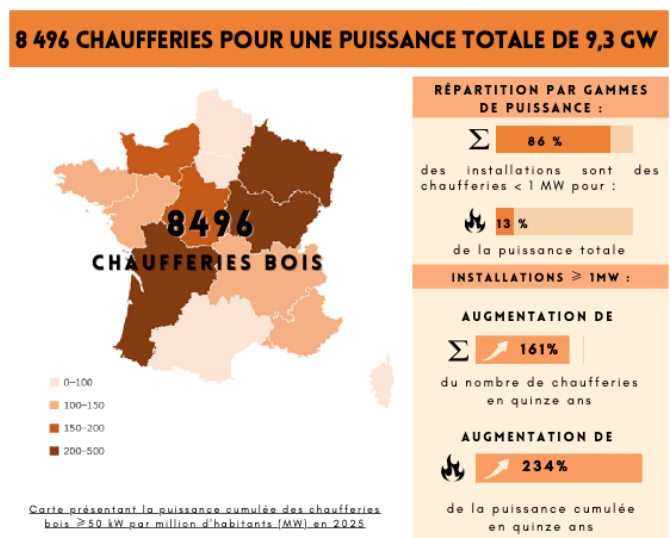 8 496 CHAUFFERIES POUR UNE PUISSANCE TOTALE DE 9,3 GW
8496
CHAUFFERIES BOIS
0–100
100–150
150–200
200–500
Carte présentant la puissance cumulée des chaufferies
bois ⩾50 kW par million d'habitants (MW) en 2025
RÉPARTITION PAR GAMMES
DE PUISSANCE :
Σ 86 %
des installations sont des
chaufferies < 1 MW pour :
13 %
de la puissance totale
INSTALLATIONS ⩾ 1MW :
AUGMENTATION DE
Σ 161%
du nombre de chaufferies
en quinze ans
AUGMENTATION DE
234%
de la puissance cumulée
en quinze ans